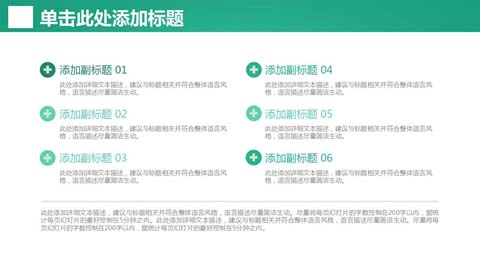 单击此处添加标题
添加副标题 01
此处添加详细文本描述，建议与标题相关并符合整体语言风
格，语言描述尽量简洁生动。
添加副标题 02
此处添加详细文本描述，建议与标题相关并符合整体语言风
格，语言描述尽量简洁生动。
添加副标题 03
此处添加详细文本描述，建议与标题相关并符合整体语言风
格，语言描述尽量简洁生动。
添加副标题 04
此处添加详细文本描述，建议与标题相关并符合整体语言风
格，语言描述尽量简洁生动。
添加副标题 05
此处添加详细文本描述，建议与标题相关并符合整体语言风
格，语言描述尽量简洁生动。
添加副标题 06
此处添加详细文本描述，建议与标题相关并符合整体语言风
格，语言描述尽量简洁生动。
此处添加详细文本描述，建议与标题相关并符合整体语言风格，语言描述尽量简洁生动。尽量将每页幻灯片的字数控制在200字以内，据统
计每页幻灯片的最好控制在5分钟之内。此处添加详细文本描述，建议与标题相关并符合整体语言风格，语言描述尽量简洁生动。尽量将每
页幻灯片的字数控制在200字以内，据统计每页幻灯片的最好控制在5分钟之内。